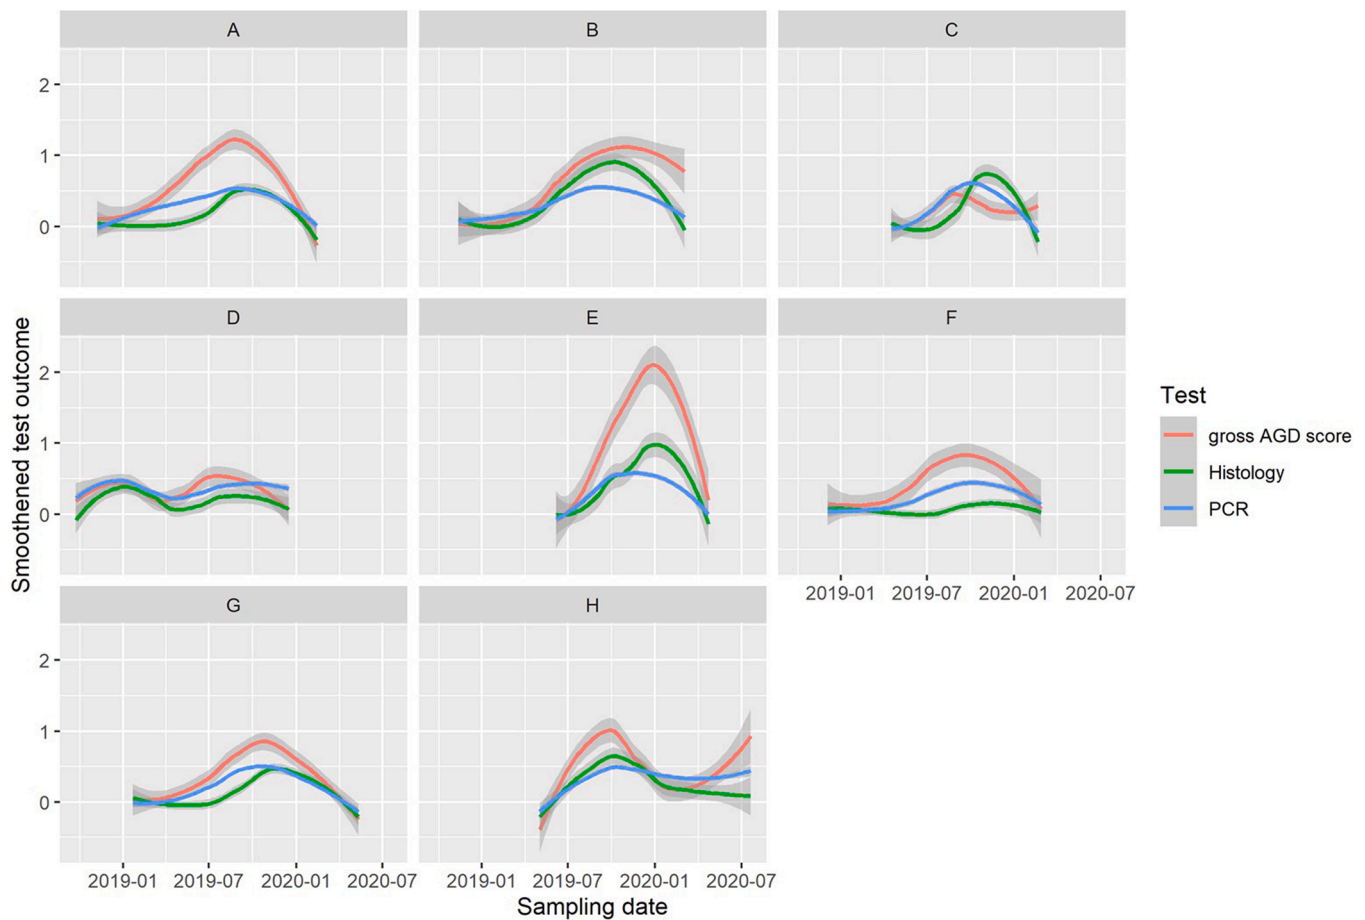 A B C
2
1
0
D E F
Smoothened test outcome
2
1
0
Test
gross AGD score
Histology
PCR
2019-01 2019-07 2020-01 2020-07
G H
2
1
0
2019-01 2019-07 2020-01 2020-07 2019-01 2019-07 2020-01 2020-07
Sampling date